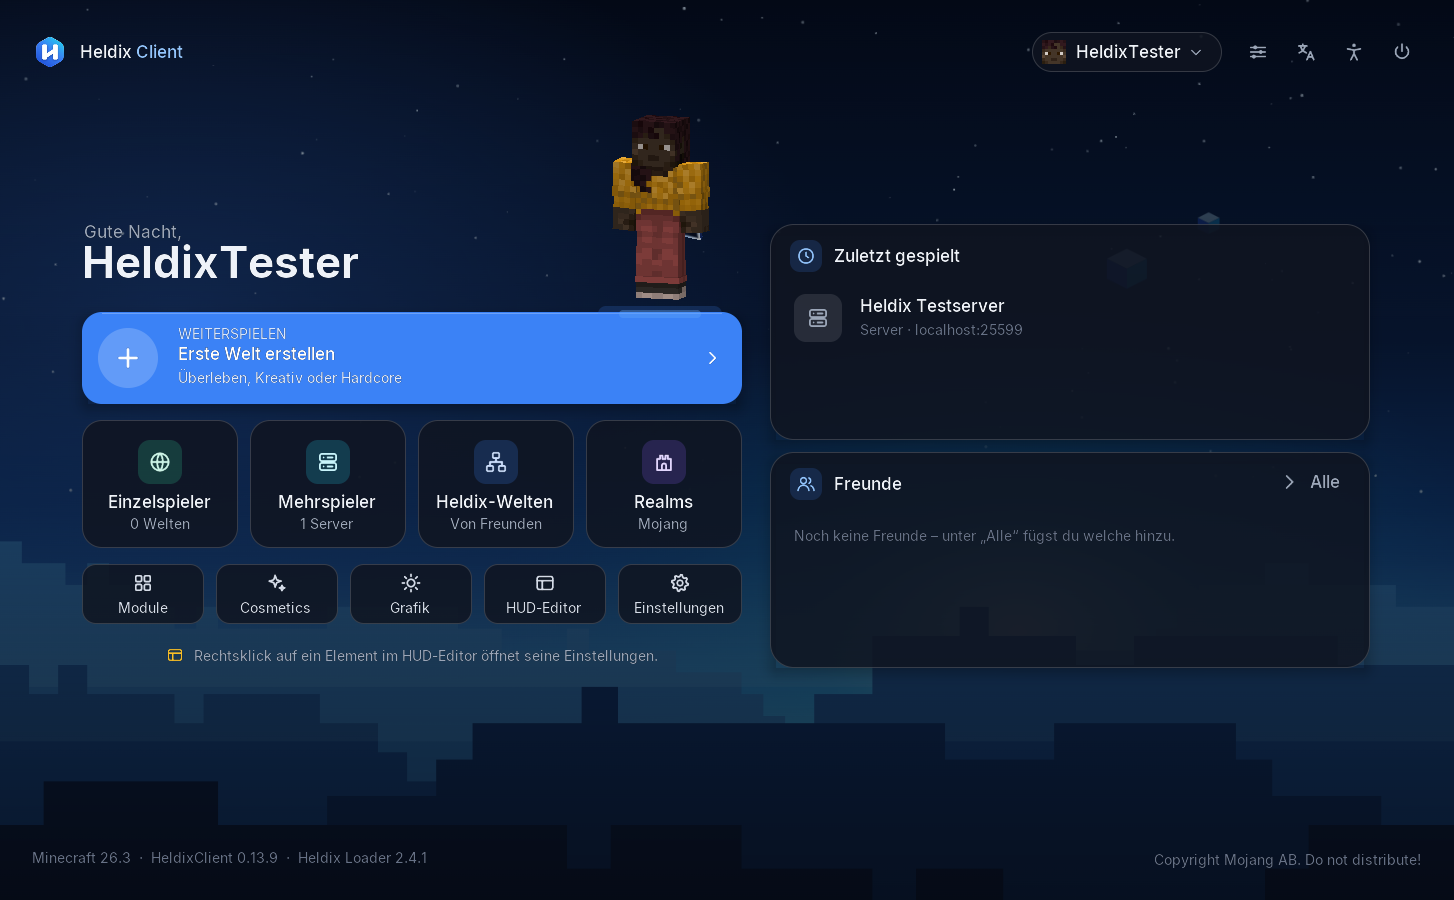 Heldix Client
HeldixTester
Gute Nacht,
HeldixTester
WEITERSPIELEN
Erste Welt erstellen
Überleben, Kreativ oder Hardcore
Einzelspieler
0 Welten
Mehrspieler
1 Server
Heldix-Welten
Von Freunden
Realms
Mojang
Module
Cosmetics
Grafik
HUD-Editor
Einstellungen
Rechtsklick auf ein Element im HUD-Editor öffnet seine Einstellungen.
Zuletzt gespielt
Heldix Testserver
Server · localhost:25599
Freunde
Alle
Noch keine Freunde – unter „Alle“ fügst du welche hinzu.
Minecraft 26.3 · HeldixClient 0.13.9 · Heldix Loader 2.4.1
Copyright Mojang AB. Do not distribute!